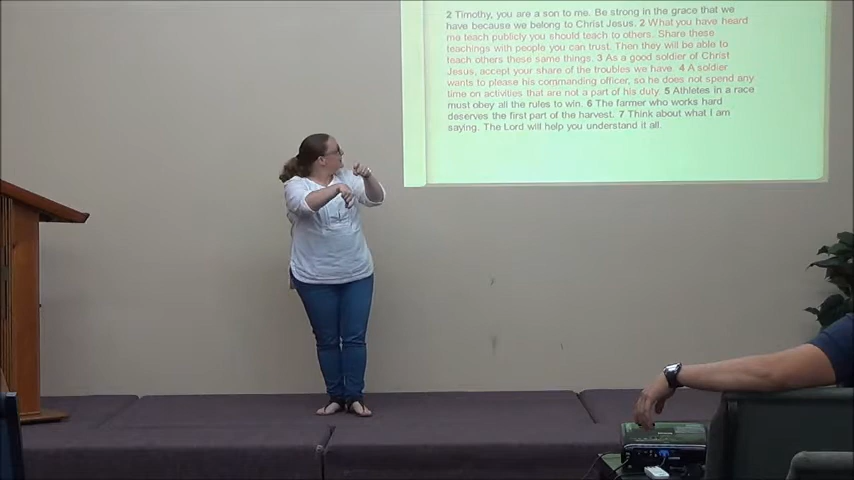 2 Timothy, you are a son to me. Be strong in the grace that we
have because we belong to Christ Jesus. 2 What you have heard
me teach publicly you should teach to others. Share these
teachings with people you can trust. Then they will be able to
teach others these same things. 3 As a good soldier of Christ
Jesus, accept your share of the troubles we have. 4 A soldier
wants to please his commanding officer, so he does not spend any
time on activities that are not a part of his duty. 5 Athletes in a race
must obey all the rules to win. 6 The farmer who works hard
deserves the first part of the harvest. 7 Think about what I am
saying. The Lord will help you understand it all.